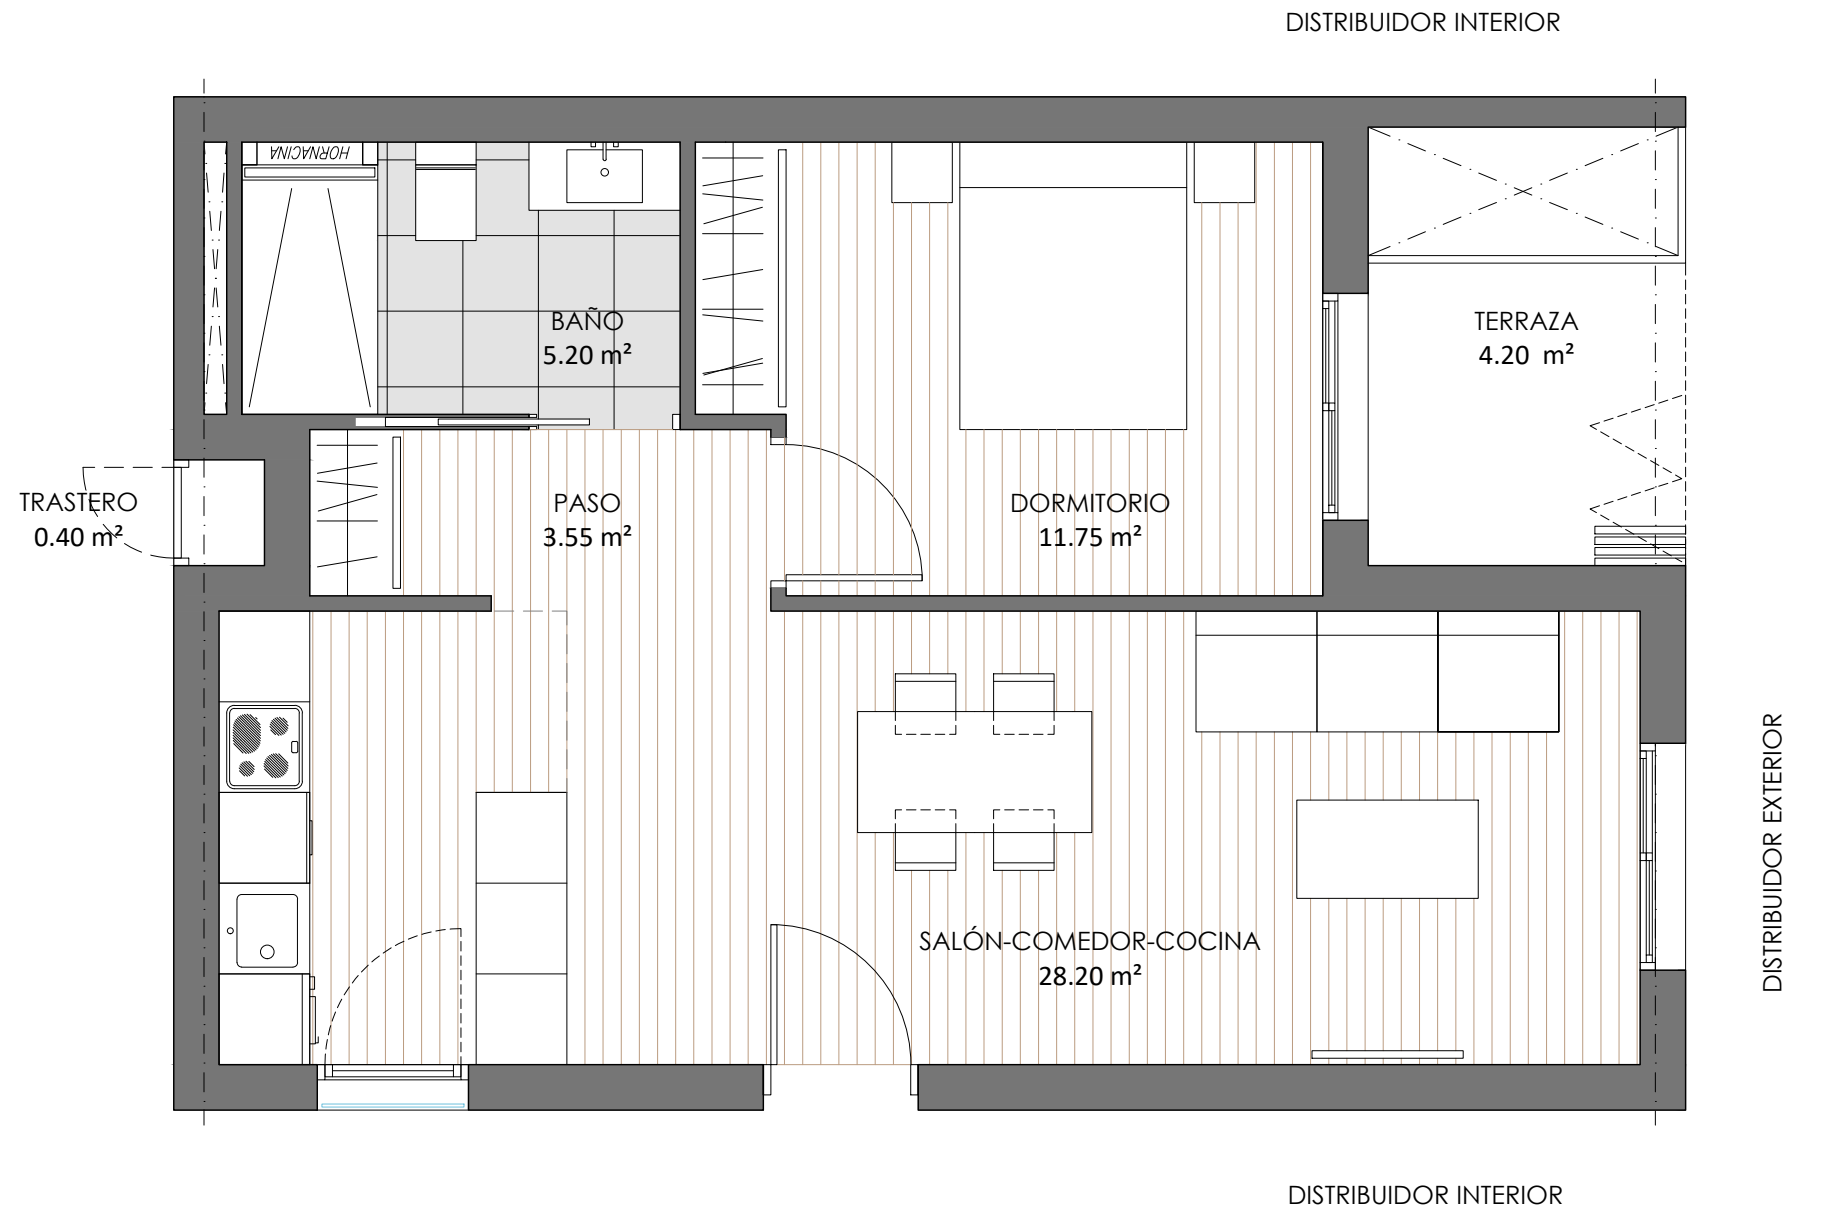 DISTRIBUIDOR INTERIOR
HORNACINA
BAÑO
5.20 m²
TERRAZA
4.20 m²
TRASTERO
0.40 m²
PASO
3.55 m²
DORMITORIO
11.75 m²
SALÓN-COMEDOR-COCINA
28.20 m²
DISTRIBUIDOR EXTERIOR
DISTRIBUIDOR INTERIOR